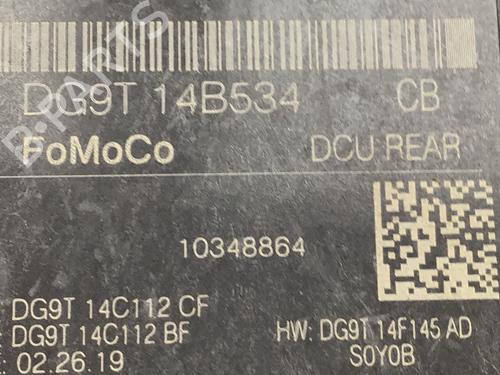 DG9T 14B534 CB
FoMoCo DCU REAR
10348864
: DG9T 14C112 CF
: DG9T 14C112 BF HW: DG9T 14F145 AD
: 02.26.19 S0Y0B
B-PARTS